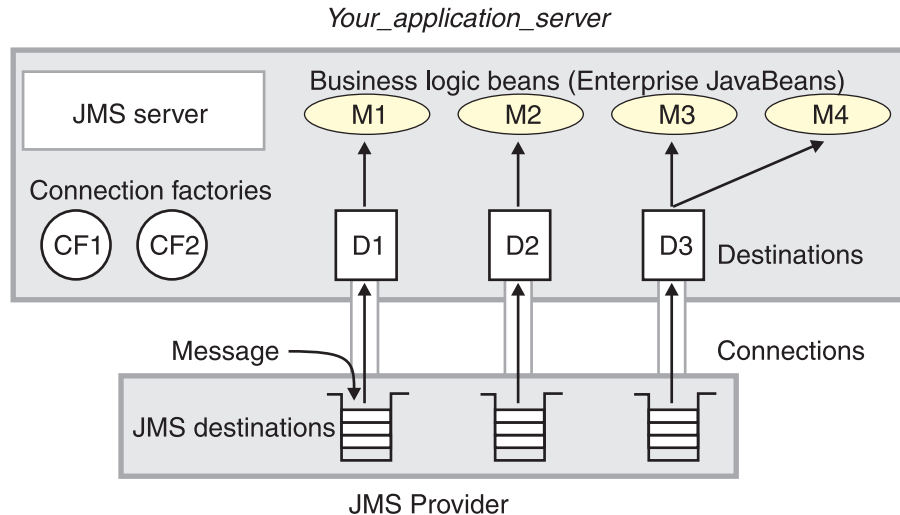 Your_application_server
Business logic beans (Enterprise JavaBeans)
JMS server
M1
M2
M3
M4
Connection factories
CF1
CF2
D1
D2
D3
Destinations
Message
Connections
JMS destinations
JMS Provider